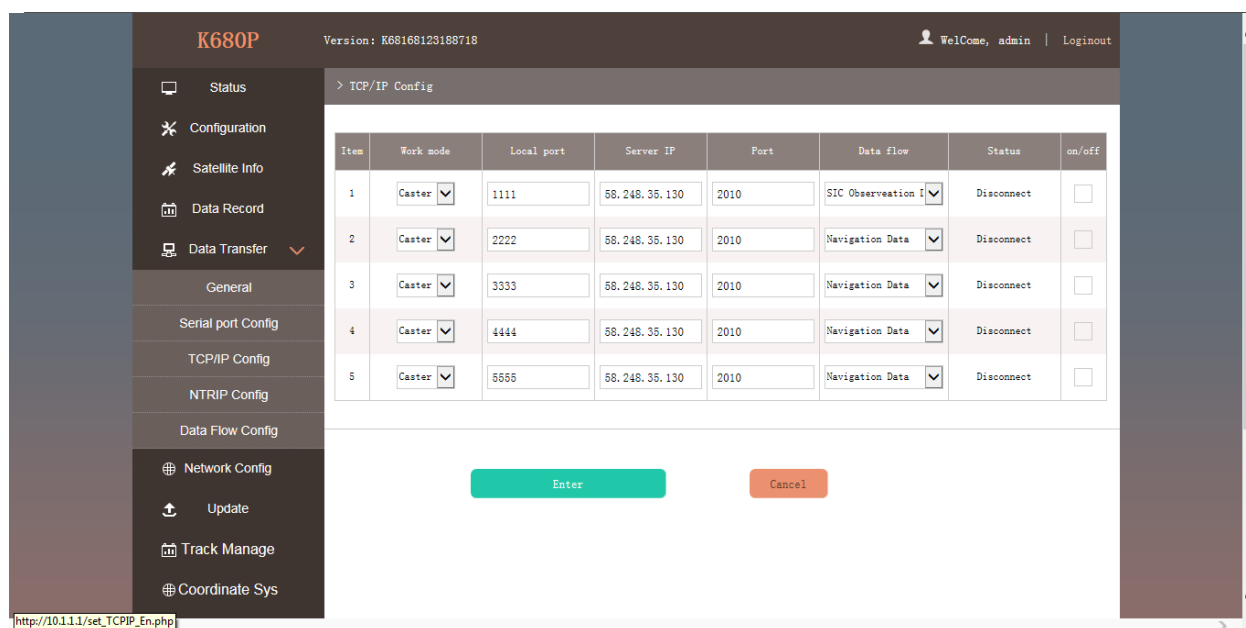 K680P
Version: K68168123188718
WelCome, admin | Loginout
Status
Configuration
Satellite Info
Data Record
Data Transfer
General
Serial port Config
TCP/IP Config
NTRIP Config
Data Flow Config
Network Config
Update
Track Manage
Coordinate Sys
> TCP/IP Config
Item Work mode Local port Server IP Port Data flow Status on/off
1 Caster 1111 58.248.35.130 2010 SIC Observeation I Disconnect
2 Caster 2222 58.248.35.130 2010 Navigation Data Disconnect
3 Caster 3333 58.248.35.130 2010 Navigation Data Disconnect
4 Caster 4444 58.248.35.130 2010 Navigation Data Disconnect
5 Caster 5555 58.248.35.130 2010 Navigation Data Disconnect
Enter Cancel
http://10.1.1.1/set_TCPIP_En.php